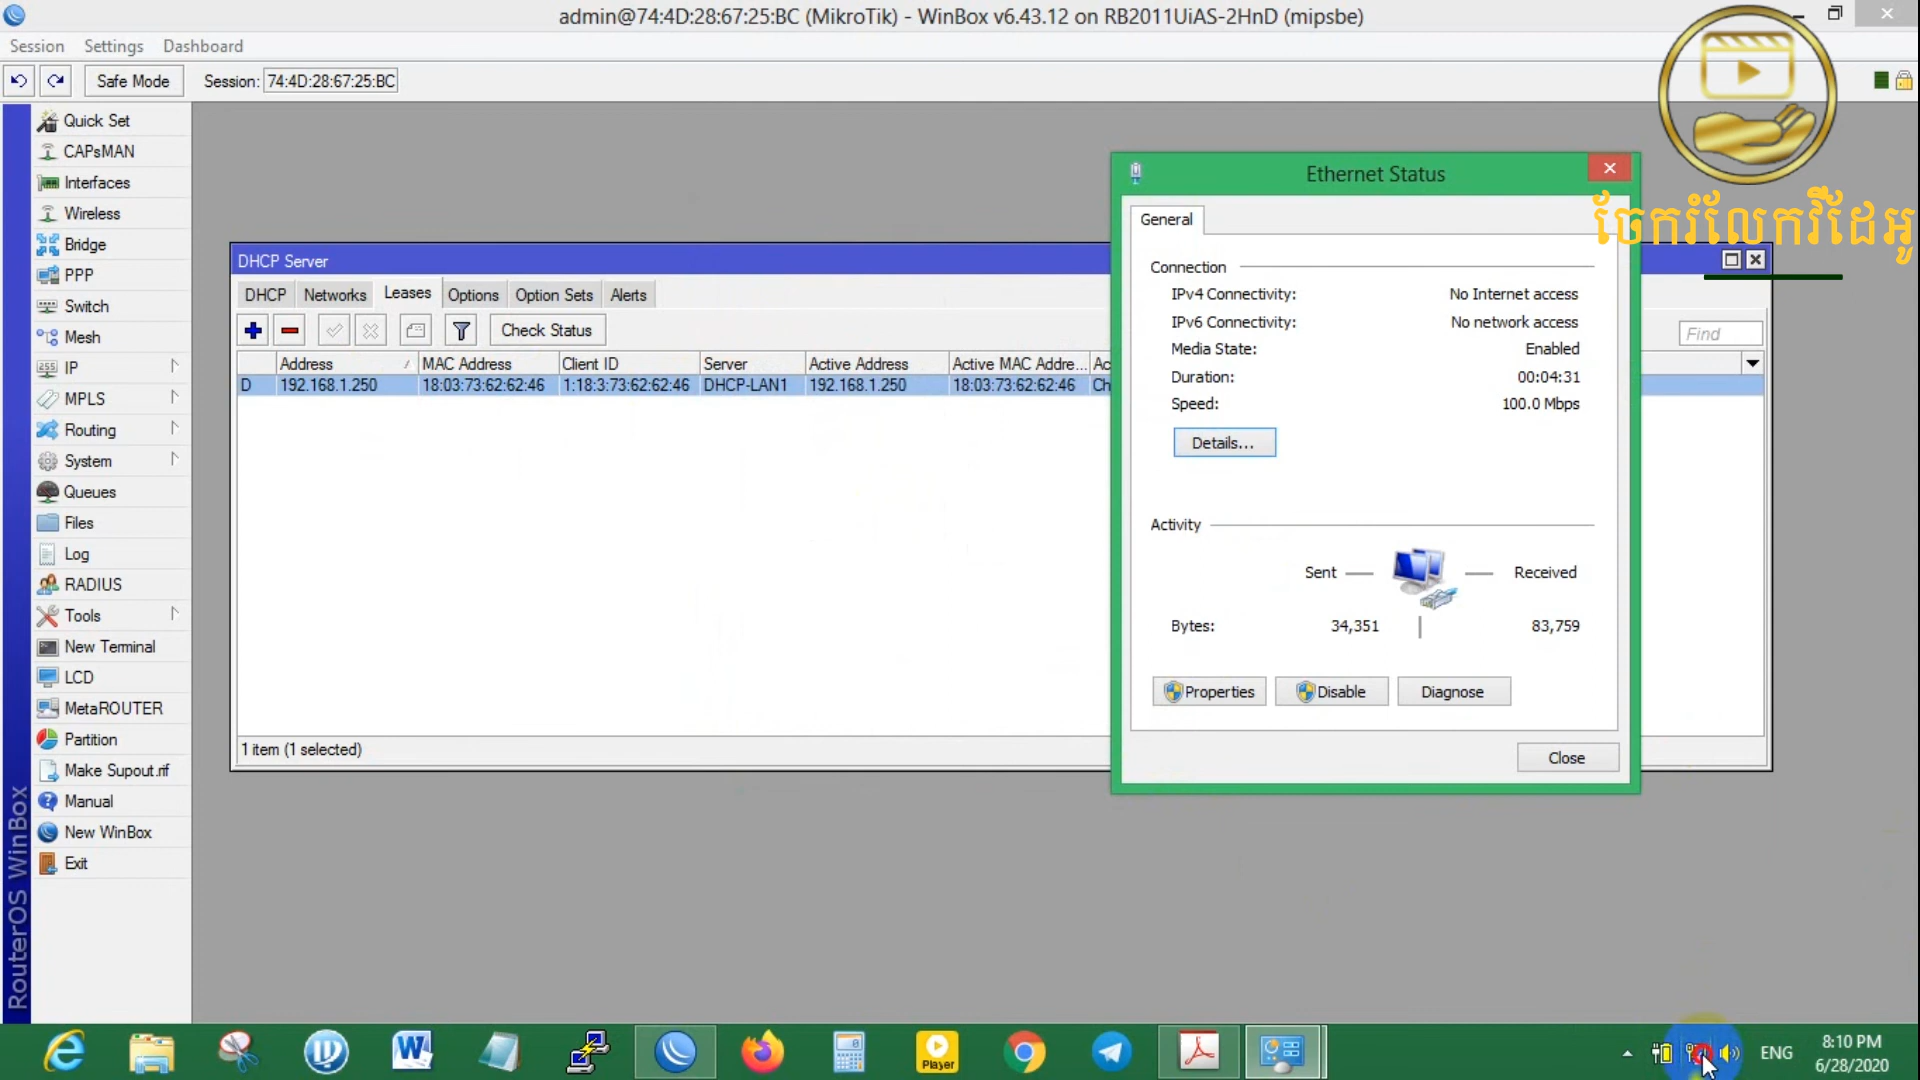 admin@74:4D:28:67:25:BC (MikroTik) - WinBox v6.43.12 on RB2011UiAS-2HnD (mipsbe)
Session Settings Dashboard
Safe Mode Session: 74:4D:28:67:25:BC
Quick Set
CAPsMAN
Interfaces
Wireless
Bridge
PPP
Switch
Mesh
IP
MPLS
Routing
System
Queues
Files
Log
RADIUS
Tools
New Terminal
LCD
MetaROUTER
Partition
Make Supout.rif
Manual
New WinBox
Exit
RouterOS WinBox
DHCP Server
DHCP Networks Leases Options Option Sets Alerts
Check Status
Find
Address MAC Address Client ID Server Active Address Active MAC Addre... Ac
D 192.168.1.250 18:03:73:62:62:46 1:18:3:73:62:62:46 DHCP-LAN1 192.168.1.250 18:03:73:62:62:46 Ch
1 item (1 selected)
Ethernet Status
General
Connection
IPv4 Connectivity: No Internet access
IPv6 Connectivity: No network access
Media State: Enabled
Duration: 00:04:31
Speed: 100.0 Mbps
Details...
Activity
Sent Received
Bytes: 34,351 83,759
Properties Disable Diagnose
Close
ចែករំលែកវីដេអូ
Player
ENG
8:10 PM
6/28/2020